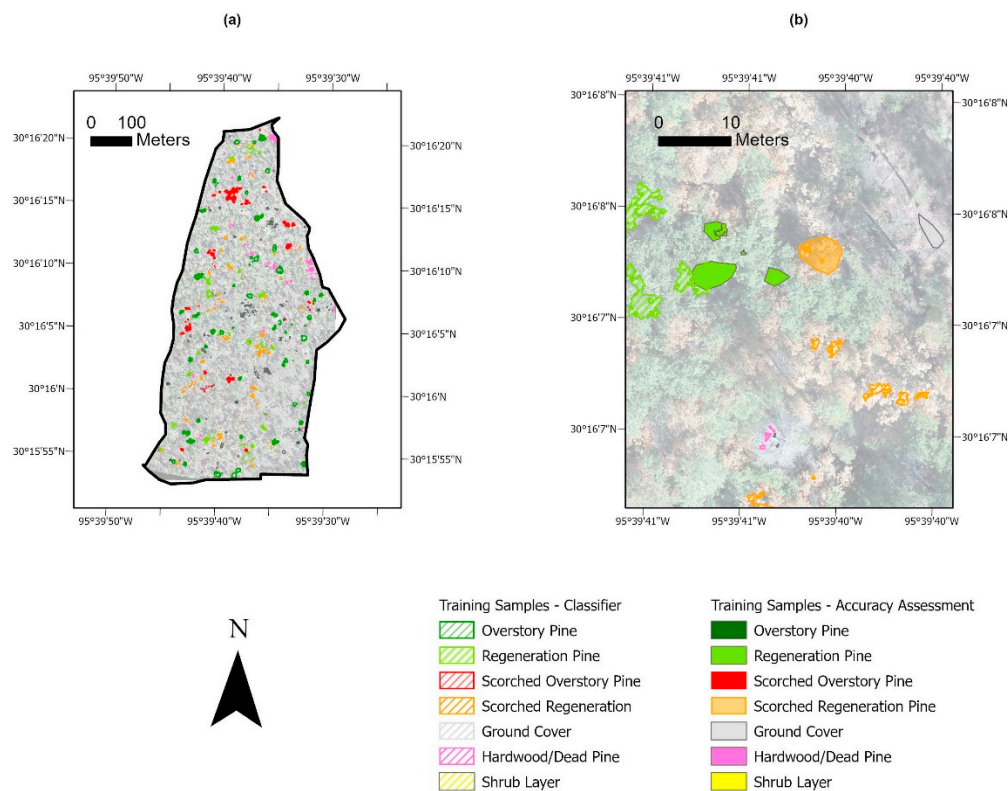 (a)
(b)
95°39'50"W 95°39'40"W 95°39'30"W
95°39'41"W 95°39'41"W 95°39'40"W 95°39'40"W
0 100
Meters
0 10
Meters
30°16'20"N
30°16'15"N
30°16'10"N
30°16'5"N
30°16'N
30°15'55"N
30°16'20"N
30°16'15"N
30°16'10"N
30°16'5"N
30°16'N
30°15'55"N
30°16'8"N
30°16'8"N
30°16'7"N
30°16'7"N
30°16'8"N
30°16'8"N
30°16'7"N
30°16'7"N
95°39'50"W 95°39'40"W 95°39'30"W
95°39'41"W 95°39'41"W 95°39'40"W 95°39'40"W
N
Training Samples - Classifier
Overstory Pine
Regeneration Pine
Scorched Overstory Pine
Scorched Regeneration
Ground Cover
Hardwood/Dead Pine
Shrub Layer
Training Samples - Accuracy Assessment
Overstory Pine
Regeneration Pine
Scorched Overstory Pine
Scorched Regeneration Pine
Ground Cover
Hardwood/Dead Pine
Shrub Layer